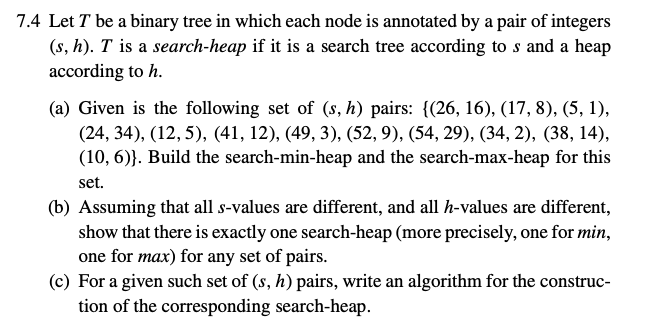 7.4 Let T be a binary tree in which each node is annotated by a pair of integers
(s, h). T is a search-heap if it is a search tree according to s and a heap
according to h.
(a) Given is the following set of (s, h) pairs: {(26, 16), (17, 8), (5, 1),
(24, 34), (12, 5), (41, 12), (49, 3), (52, 9), (54, 29), (34, 2), (38, 14),
(10, 6)}. Build the search-min-heap and the search-max-heap for this
set.
(b) Assuming that all s-values are different, and all h-values are different,
show that there is exactly one search-heap (more precisely, one for min,
one for max) for any set of pairs.
(c) For a given such set of (s, h) pairs, write an algorithm for the construc-
tion of the corresponding search-heap.